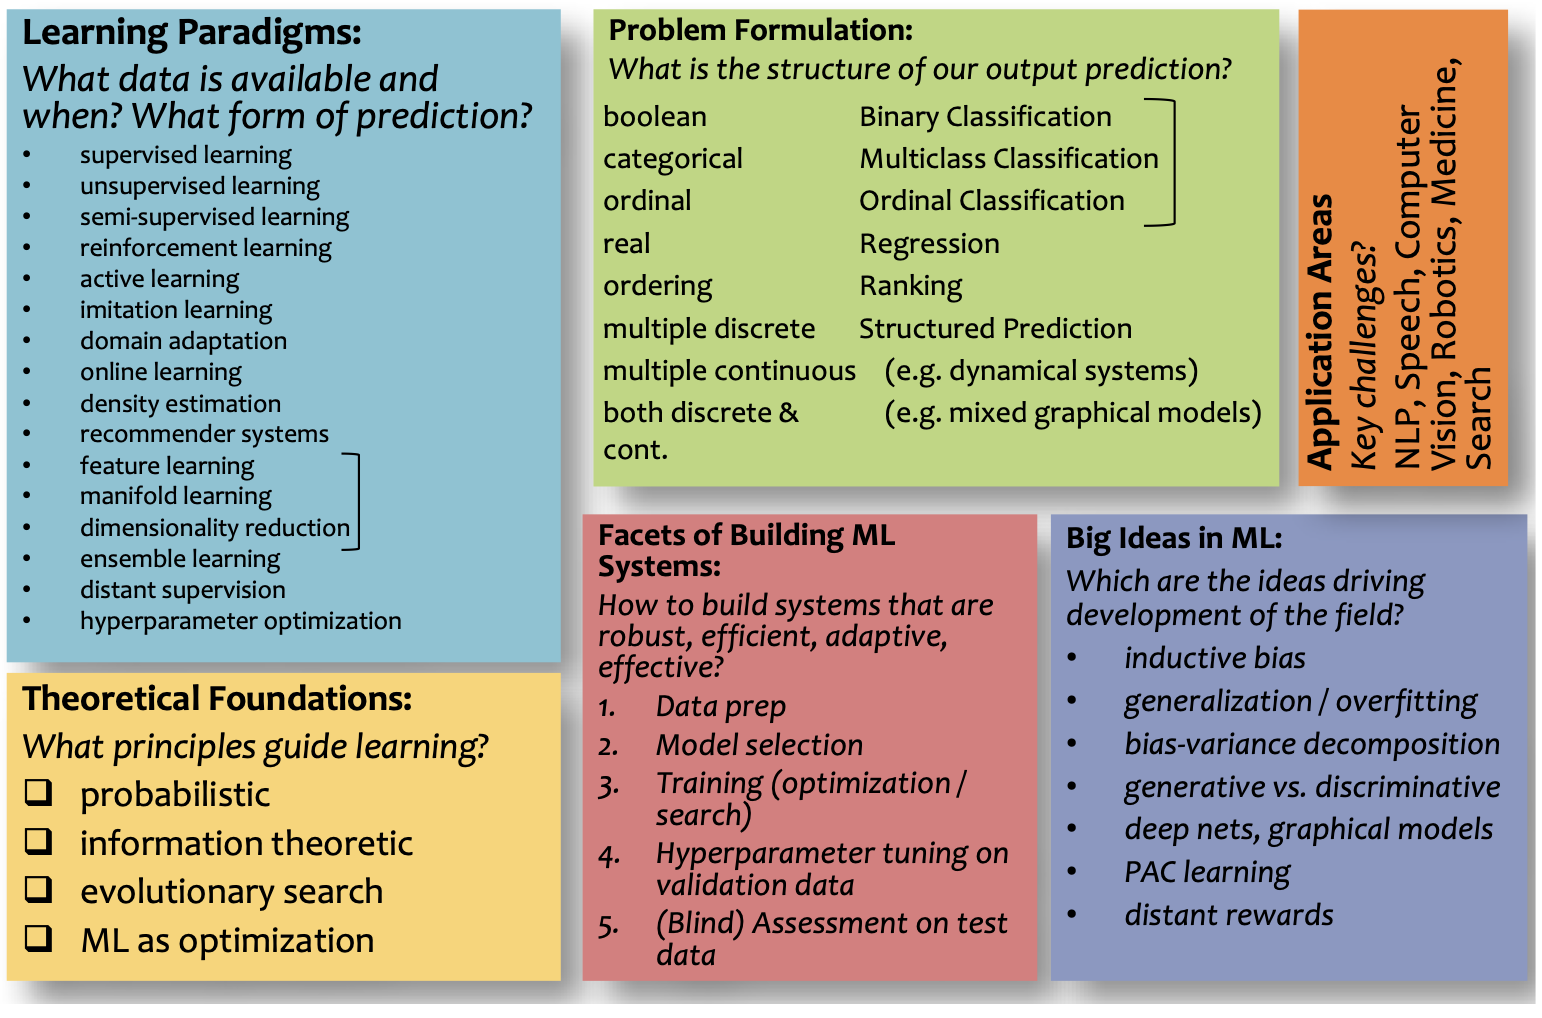 Learning Paradigms:
What data is available and
when? What form of prediction?
• supervised learning
• unsupervised learning
• semi-supervised learning
• reinforcement learning
• active learning
• imitation learning
• domain adaptation
• online learning
• density estimation
• recommender systems
• feature learning
• manifold learning
• dimensionality reduction
• ensemble learning
• distant supervision
• hyperparameter optimization
Theoretical Foundations:
What principles guide learning?
❑ probabilistic
❑ information theoretic
❑ evolutionary search
❑ ML as optimization
Problem Formulation:
What is the structure of our output prediction?
boolean Binary Classification
categorical Multiclass Classification
ordinal Ordinal Classification
real Regression
ordering Ranking
multiple discrete Structured Prediction
multiple continuous (e.g. dynamical systems)
both discrete & (e.g. mixed graphical models)
cont.
Application Areas
Key challenges?
NLP, Speech, Computer
Vision, Robotics, Medicine,
Search
Facets of Building ML
Systems:
How to build systems that are
robust, efficient, adaptive,
effective?
1. Data prep
2. Model selection
3. Training (optimization /
search)
4. Hyperparameter tuning on
validation data
5. (Blind) Assessment on test
data
Big Ideas in ML:
Which are the ideas driving
development of the field?
• inductive bias
• generalization / overfitting
• bias-variance decomposition
• generative vs. discriminative
• deep nets, graphical models
• PAC learning
• distant rewards